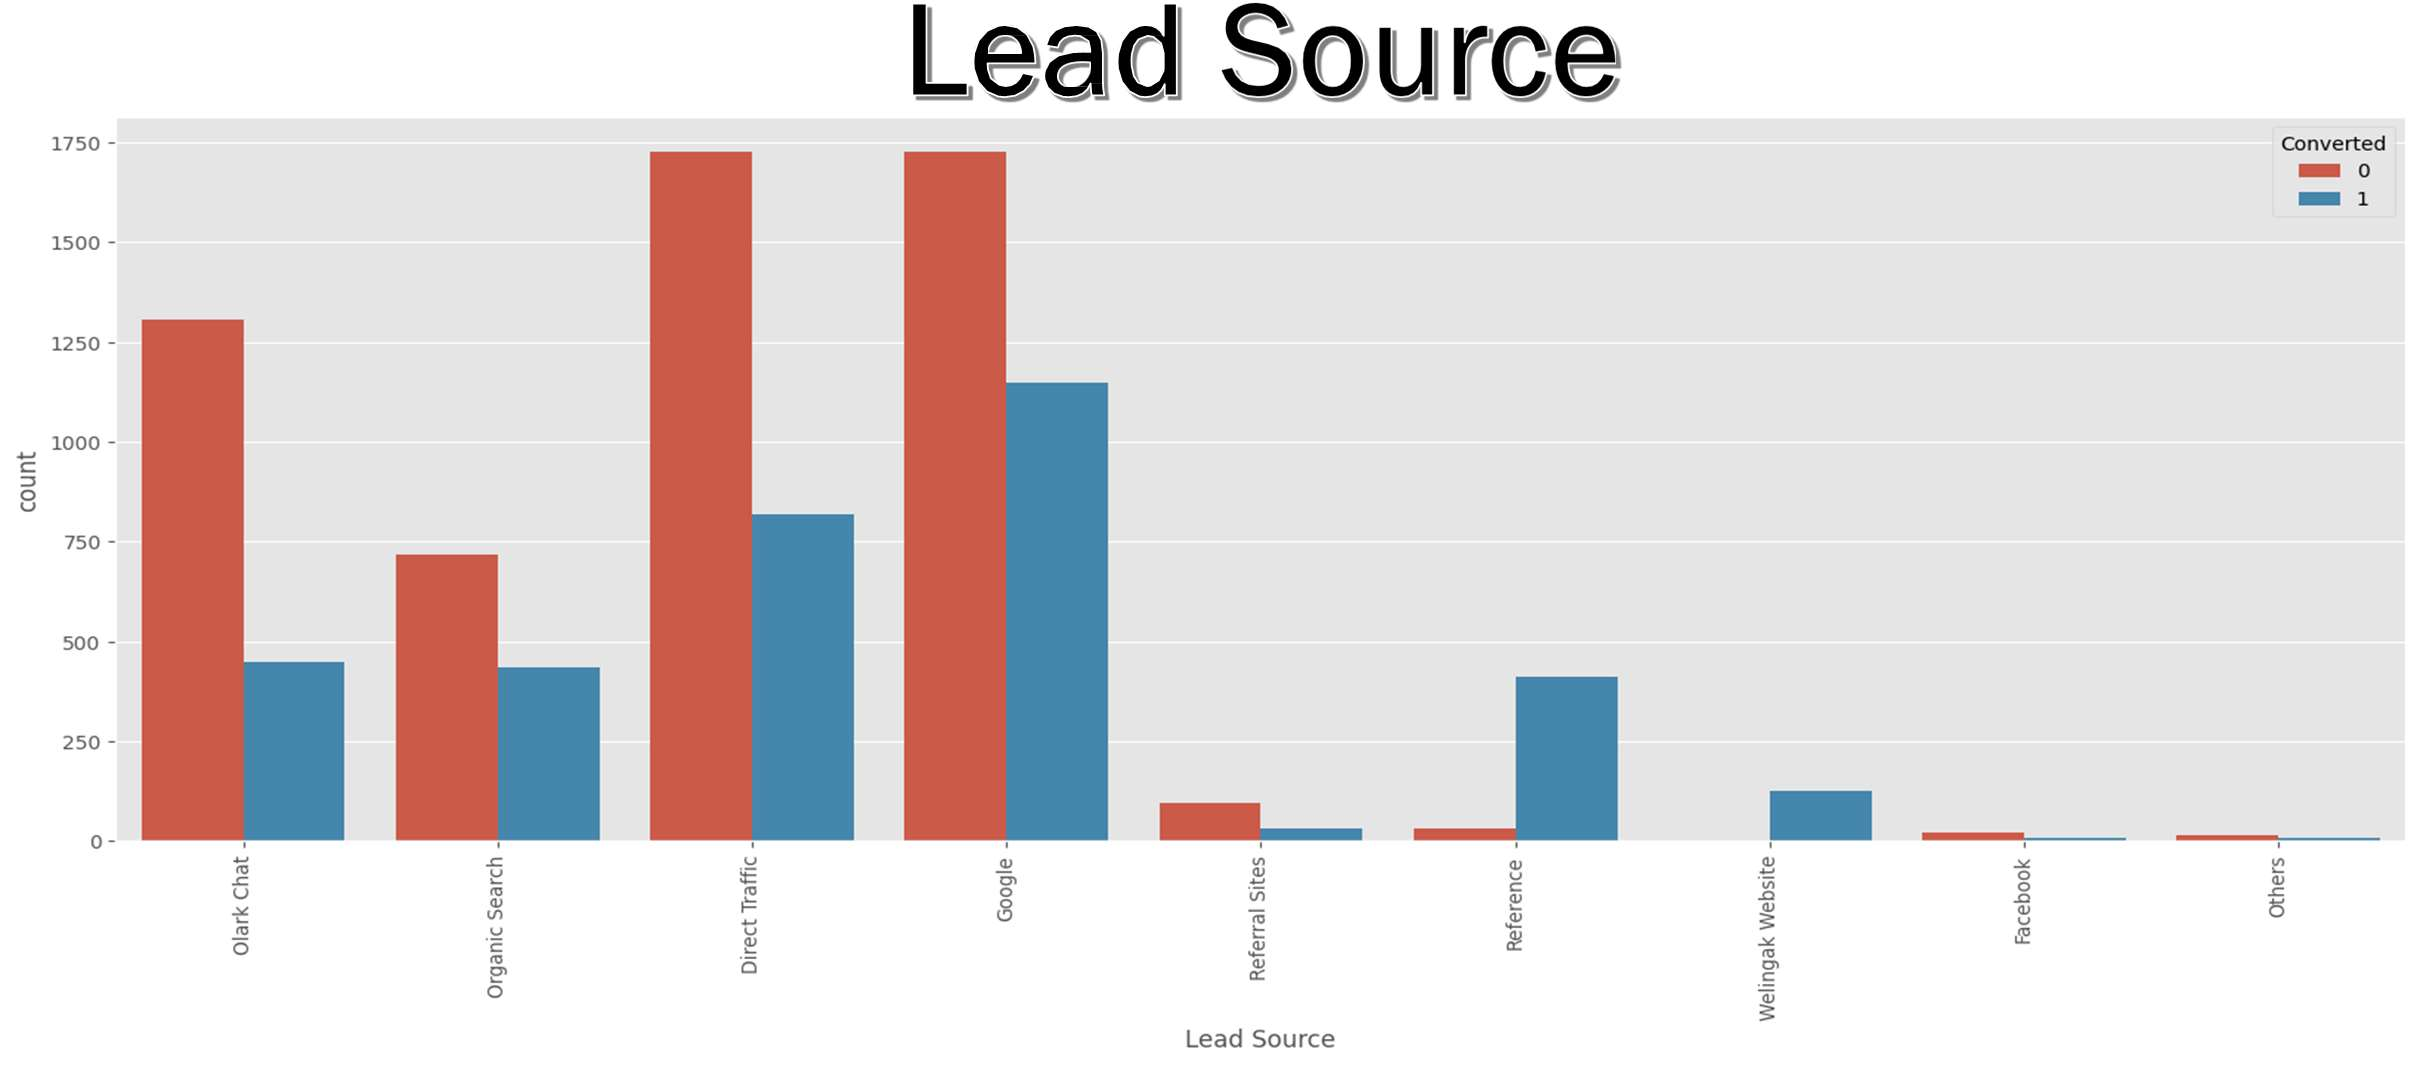 Lead Source
Converted
0
1
count
1750
1500
1250
1000
750
500
250
0
Olark Chat
Organic Search
Direct Traffic
Google
Referral Sites
Reference
Welingak Website
Facebook
Others
Lead Source